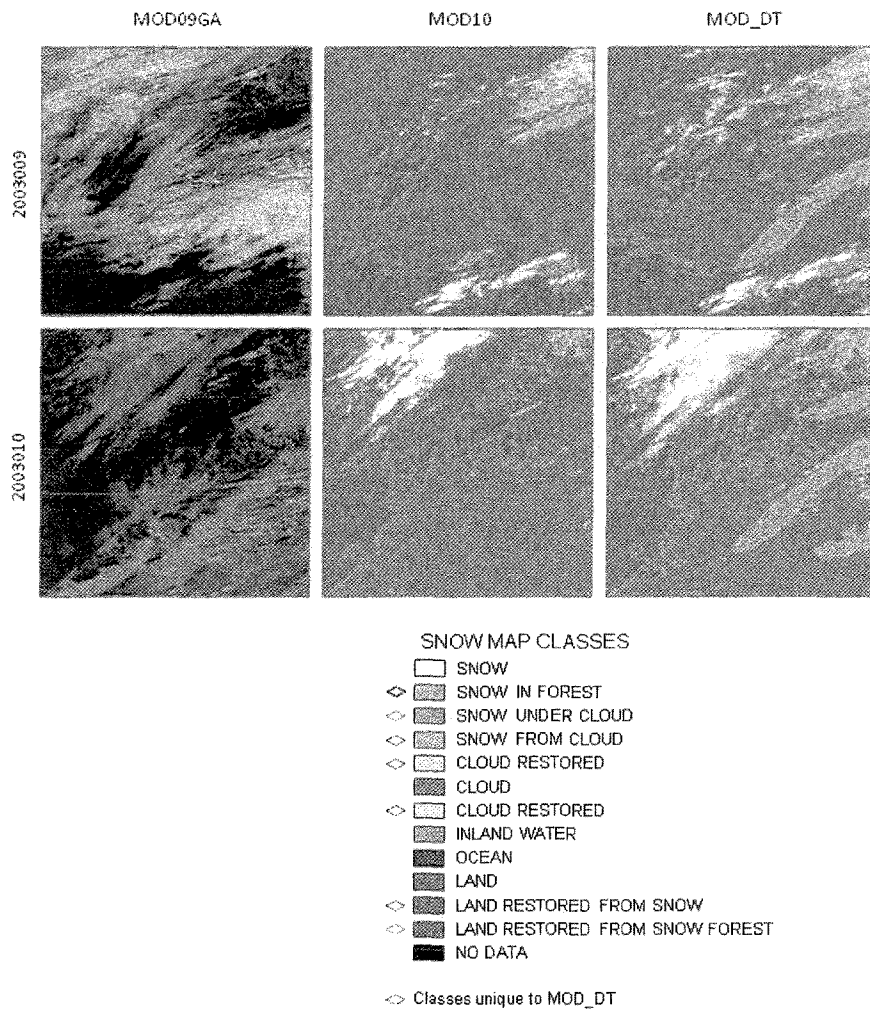 MOD09GA
MOD10
MOD_DT
2003009
2003010
SNOW MAP CLASSES
SNOW
SNOW IN FOREST
SNOW UNDER CLOUD
SNOW FROM CLOUD
CLOUD RESTORED
CLOUD
CLOUD RESTORED
INLAND WATER
OCEAN
LAND
LAND RESTORED FROM SNOW
LAND RESTORED FROM SNOW FOREST
NO DATA
Classes unique to MOD_DT